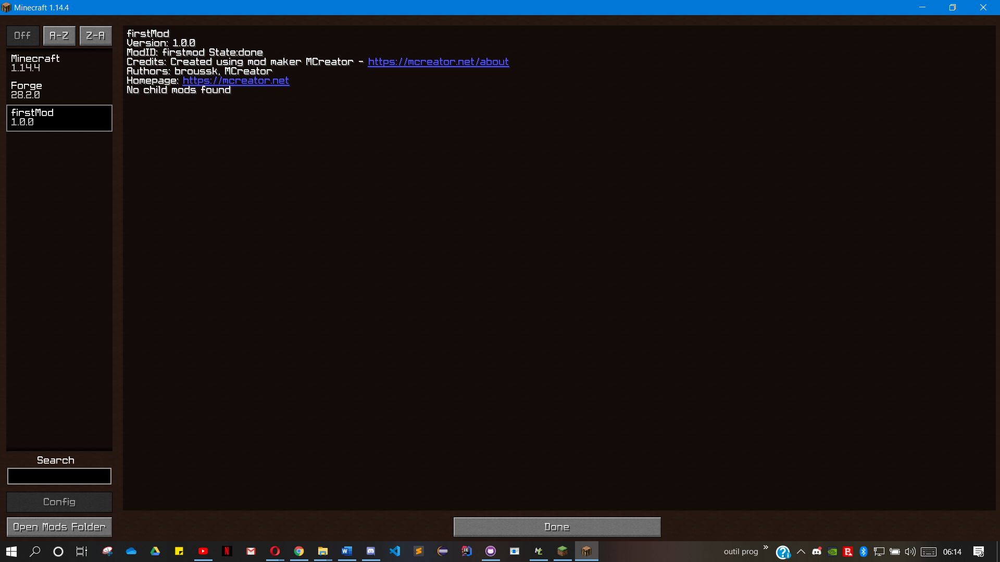 Minecraft 1.14.4
Off A-Z Z-A
Minecraft
1.14.4
Forge
28.2.0
firstMod
1.0.0
Search
Config
Open Mods Folder
firstMod
Version: 1.0.0
ModID: firstmod State:done
Credits: Created using mod maker MCreator - https://mcreator.net/about
Authors: broussk, MCreator
Homepage: https://mcreator.net
No child mods found
Done
outil prog
06:14